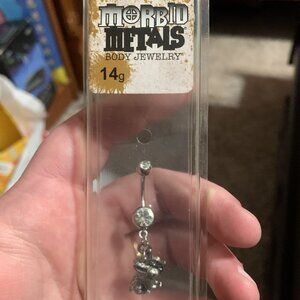 MORBID
METALS
BODY JEWELRY
14g